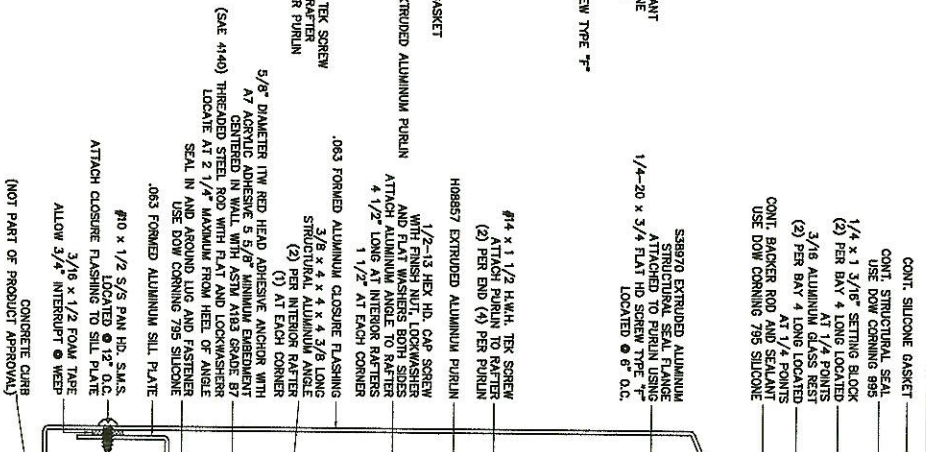 ANT
NE
EW TYPE "F"
ASKET
XTRUDED ALUMINUM PURLIN
TEK SCREW
RAFTER
R PURLIN
CONT. SILICONE GASKET
CONT. STRUCTURAL SEAL
USE DOW CORNING 995
1/4 x 1 3/16" SETTING BLOCK
(2) PER BAY 4 LONG LOCATED
AT 1/4 POINTS
3/16 ALUMINUM GLASS REST
(2) PER BAY 4 LONG LOCATED
AT 1/4 POINTS
CONT. BACKER ROD AND SEALANT
USE DOW CORNING 795 SILICONE
S38970 EXTRUDED ALUMINUM
STRUCTURAL SEAL FLANGE
ATTACHED TO PURLIN USING
1/4-20 x 3/4 FLAT HD SCREW TYPE "F"
LOCATED @ 6" O.C.
#14 x 1 1/2 H.W.H. TEK SCREW
ATTACH PURLIN TO RAFTER
(2) PER END (4) PER PURLIN
H08857 EXTRUDED ALUMINUM PURLIN
1/2-13 HEX HD. CAP SCREW
WITH FINISH NUT, LOCKWASHER
AND FLAT WASHERS BOTH SIDES
ATTACH ALUMINUM ANGLE TO RAFTER
4 1/2" LONG AT INTERIOR RAFTERS
1 1/2" AT EACH CORNER
.063 FORMED ALUMINUM CLOSURE FLASHING
3/8 x 4 x 4 x 4 3/8 LONG
STRUCTURAL ALUMINUM ANGLE
(2) PER INTERIOR RAFTER
(1) AT EACH CORNER
5/8" DIAMETER ITW RED HEAD ADHESIVE ANCHOR WITH
A7 ACRYLIC ADHESIVE 5 5/8" MINIMUM EMBEDMENT
CENTERED IN WALL WITH ASTM A193 GRADE B7
(SAE 4140) THREADED STEEL ROD WITH FLAT AND LOCKWASHERR
LOCATE AT 2 1/4" MAXIMUM FROM HEEL OF ANGLE
SEAL IN AND AROUND LUG AND FASTENER
USE DOW CORNING 795 SILICONE
.063 FORMED ALUMINUM SILL PLATE
#10 x 1/2 S/S PAN HD. S.M.S.
LOCATED @ 12" O.C.
ATTACH CLOSURE FLASHING TO SILL PLATE
3/16 x 1/2 FOAM TAPE
ALLOW 3/4" INTERRUPT @ WEEP
CONCRETE CURB
(NOT PART OF PRODUCT APPROVAL)